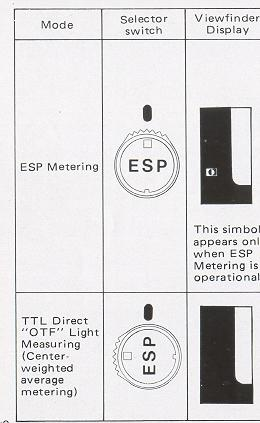 Mode
Selector
switch
Viewfinder
Display
ESP Metering
ESP
This simbol
appears onl
when ESP
Metering is
operational
TTL Direct
"OTF" Light
Measuring
(Center-
weighted
average
metering)
ESP